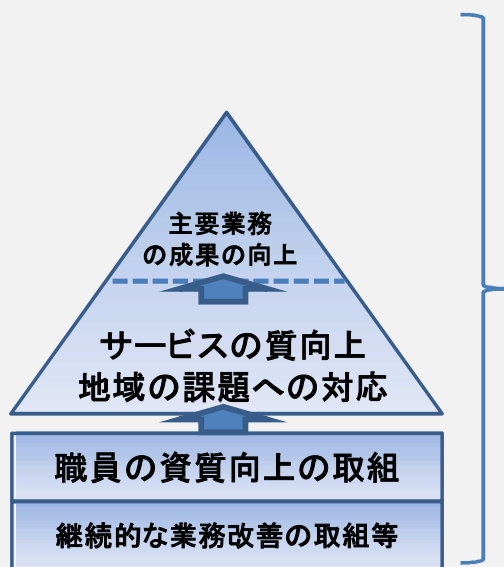 主要業務
の成果の向上
サービスの質向上
地域の課題への対応
職員の資質向上の取組
継続的な業務改善の取組等